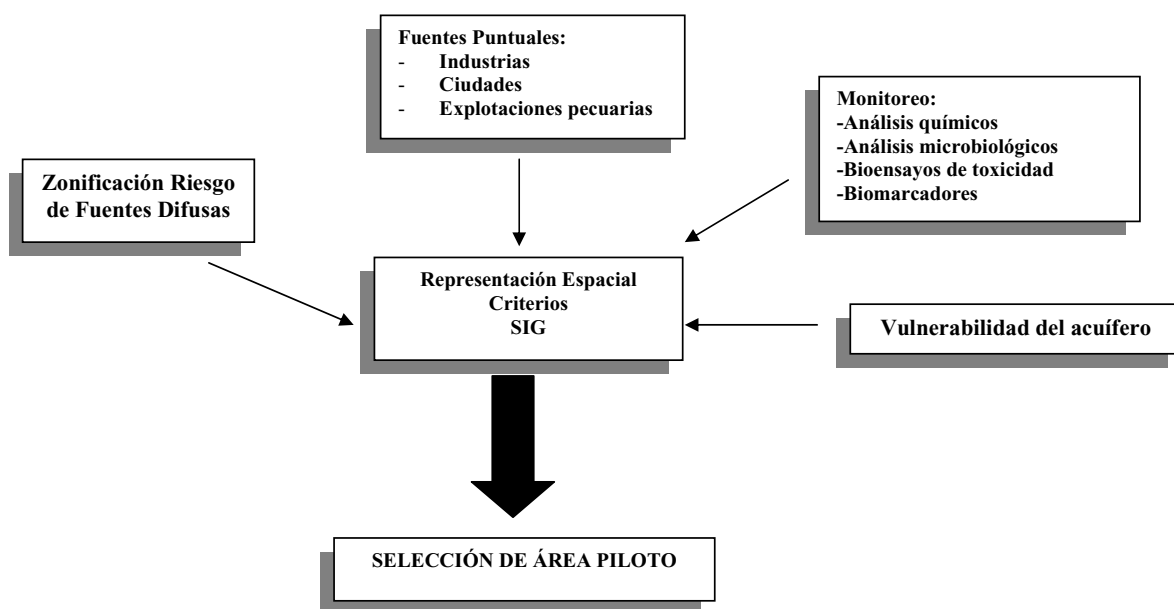 Fuentes Puntuales:
- Industrias
- Ciudades
- Explotaciones pecuarias
Monitoreo:
-Análisis químicos
-Análisis microbiológicos
-Bioensayos de toxicidad
-Biomarcadores
Zonificación Riesgo
de Fuentes Difusas
Representación Espacial
Criterios
SIG
Vulnerabilidad del acuífero
SELECCIÓN DE ÁREA PILOTO